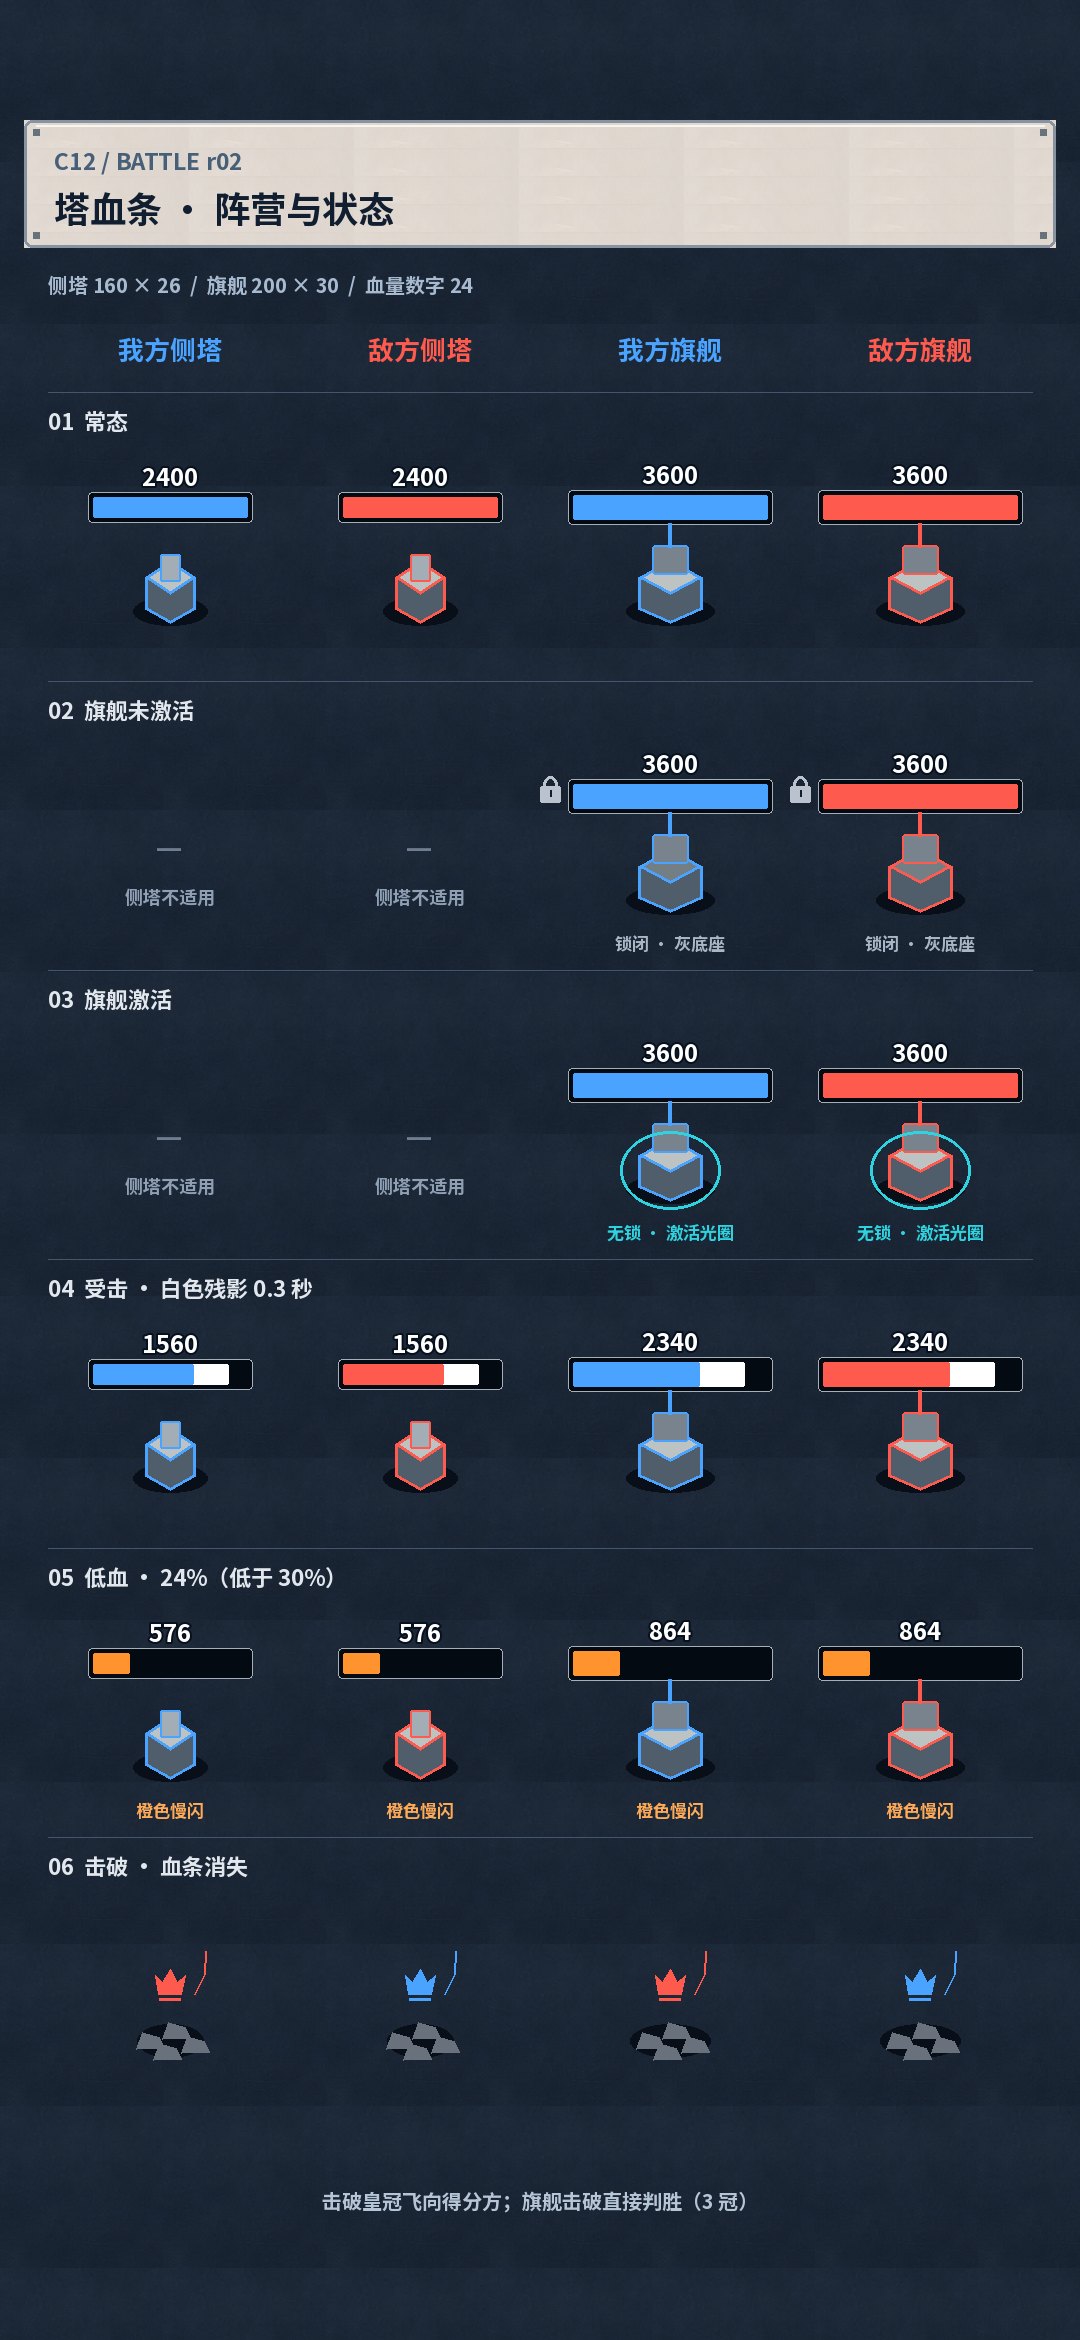 C12 / BATTLE r02
塔血条 · 阵营与状态
侧塔 160 × 26 / 旗舰 200 × 30 / 血量数字 24
我方侧塔 敌方侧塔 我方旗舰 敌方旗舰
01 常态
2400 2400 3600 3600
02 旗舰未激活
3600 3600
— —
侧塔不适用 侧塔不适用
锁闭 · 灰底座 锁闭 · 灰底座
03 旗舰激活
3600 3600
— —
侧塔不适用 侧塔不适用
无锁 · 激活光圈 无锁 · 激活光圈
04 受击 · 白色残影 0.3 秒
1560 1560 2340 2340
05 低血 · 24%（低于 30%）
576 576 864 864
橙色慢闪 橙色慢闪 橙色慢闪 橙色慢闪
06 击破 · 血条消失
击破皇冠飞向得分方；旗舰击破直接判胜（3 冠）